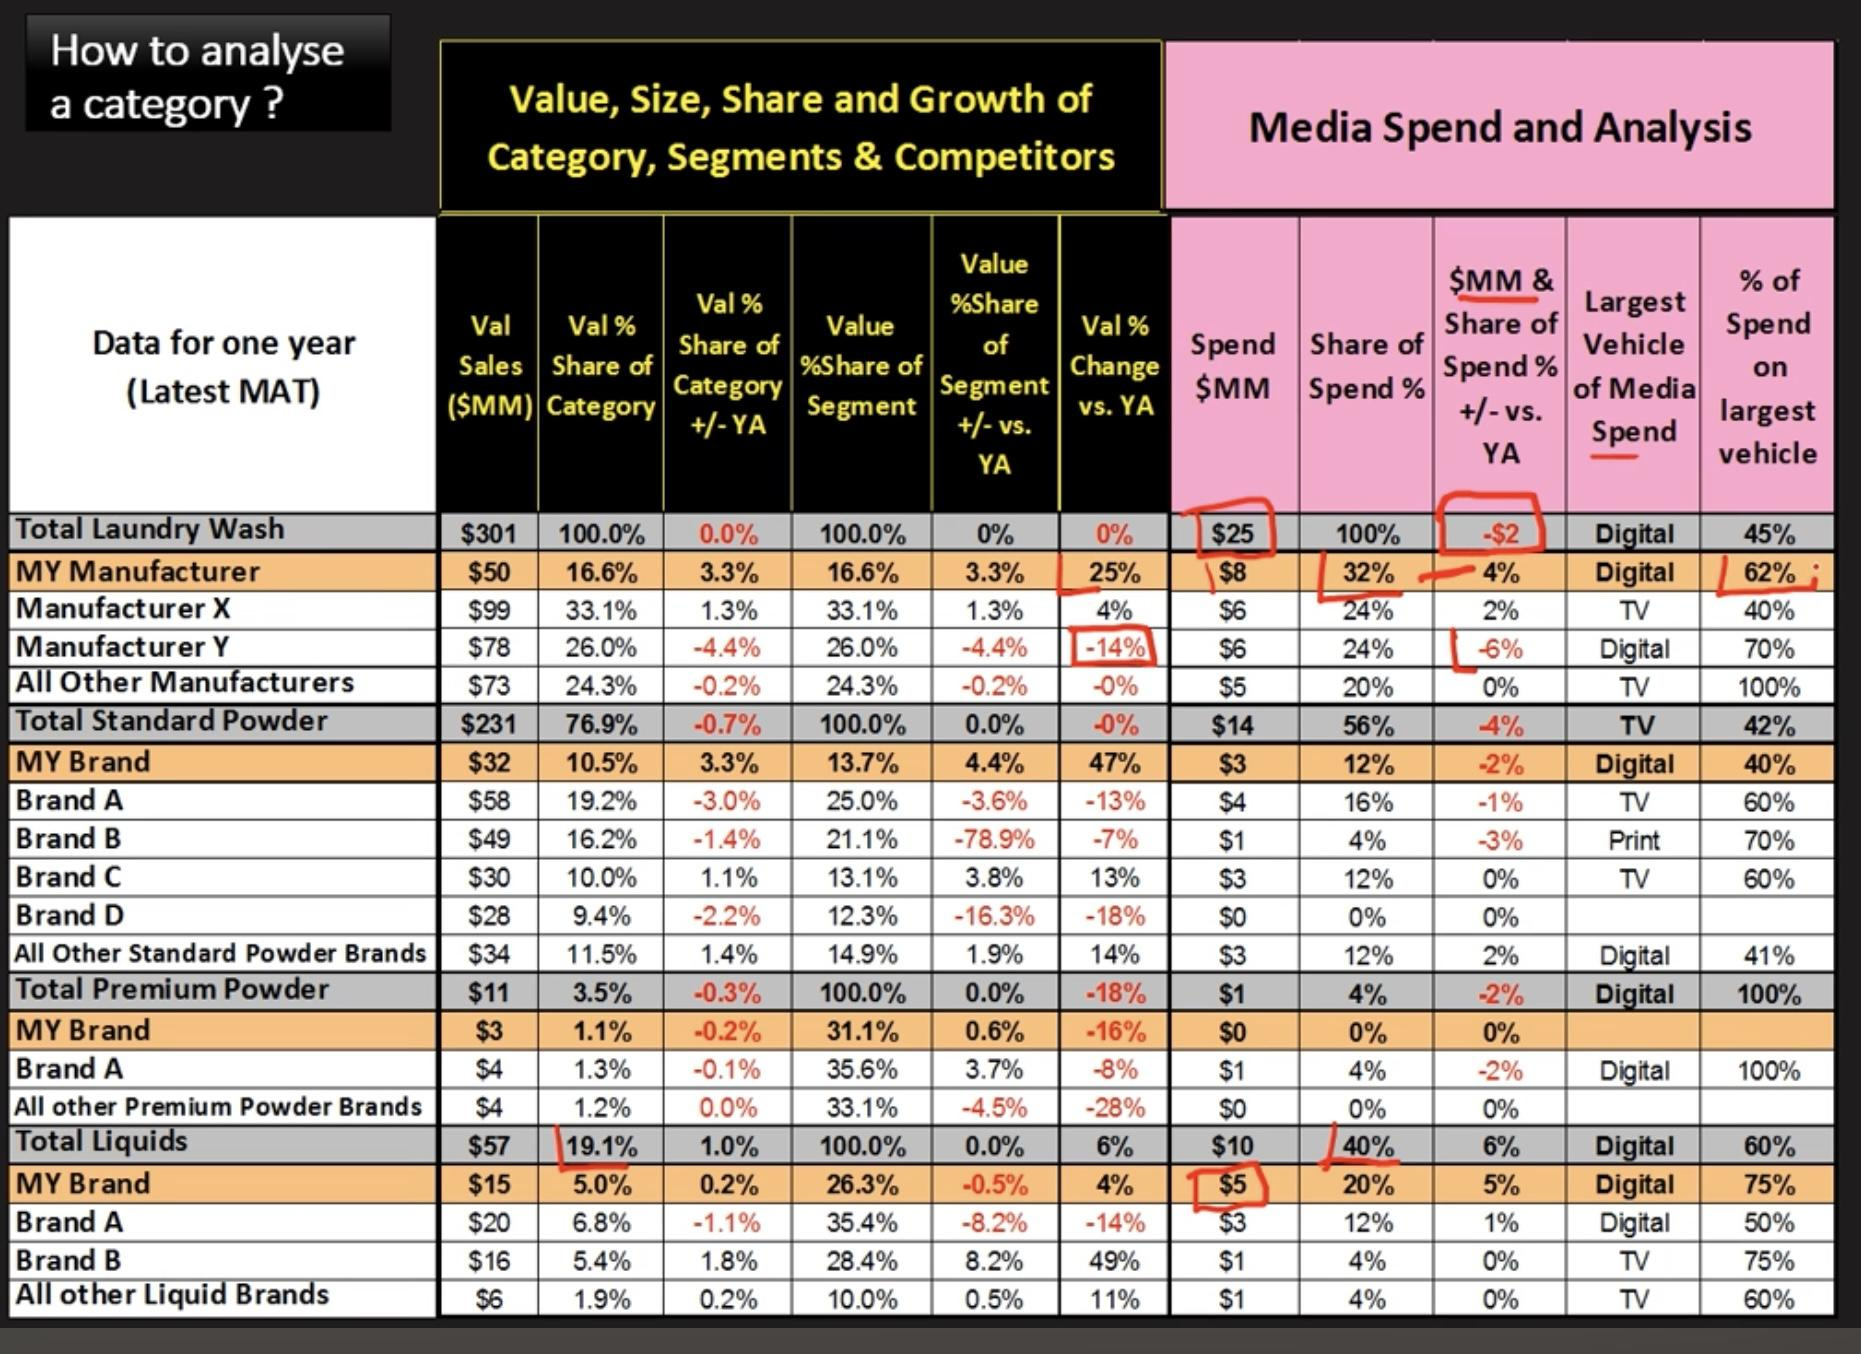 How to analyse
a category ?
Value, Size, Share and Growth of
Category, Segments & Competitors
Media Spend and Analysis
Data for one year
(Latest MAT)
Val
Sales
($MM)
Val %
Share of
Category
Val %
Share of
Category
+/- YA
Value
%Share of
Segment
Value
%Share
of
Segment
+/- vs.
YA
Val %
Change
vs. YA
Spend
$MM
Share of
Spend %
$MM &
Share of
Spend %
+/- vs.
YA
Largest
Vehicle
of Media
Spend
% of
Spend
on
largest
vehicle
Total Laundry Wash $301 100.0% 0.0% 100.0% 0% 0% $25 100% -$2 Digital 45%
MY Manufacturer $50 16.6% 3.3% 16.6% 3.3% 25% $8 32% 4% Digital 62%
Manufacturer X $99 33.1% 1.3% 33.1% 1.3% 4% $6 24% 2% TV 40%
Manufacturer Y $78 26.0% -4.4% 26.0% -4.4% -14% $6 24% -6% Digital 70%
All Other Manufacturers $73 24.3% -0.2% 24.3% -0.2% -0% $5 20% 0% TV 100%
Total Standard Powder $231 76.9% -0.7% 100.0% 0.0% -0% $14 56% -4% TV 42%
MY Brand $32 10.5% 3.3% 13.7% 4.4% 47% $3 12% -2% Digital 40%
Brand A $58 19.2% -3.0% 25.0% -3.6% -13% $4 16% -1% TV 60%
Brand B $49 16.2% -1.4% 21.1% -78.9% -7% $1 4% -3% Print 70%
Brand C $30 10.0% 1.1% 13.1% 3.8% 13% $3 12% 0% TV 60%
Brand D $28 9.4% -2.2% 12.3% -16.3% -18% $0 0% 0%
All Other Standard Powder Brands $34 11.5% 1.4% 14.9% 1.9% 14% $3 12% 2% Digital 41%
Total Premium Powder $11 3.5% -0.3% 100.0% 0.0% -18% $1 4% -2% Digital 100%
MY Brand $3 1.1% -0.2% 31.1% 0.6% -16% $0 0% 0%
Brand A $4 1.3% -0.1% 35.6% 3.7% -8% $1 4% -2% Digital 100%
All other Premium Powder Brands $4 1.2% 0.0% 33.1% -4.5% -28% $0 0% 0%
Total Liquids $57 19.1% 1.0% 100.0% 0.0% 6% $10 40% 6% Digital 60%
MY Brand $15 5.0% 0.2% 26.3% -0.5% 4% $5 20% 5% Digital 75%
Brand A $20 6.8% -1.1% 35.4% -8.2% -14% $3 12% 1% Digital 50%
Brand B $16 5.4% 1.8% 28.4% 8.2% 49% $1 4% 0% TV 75%
All other Liquid Brands $6 1.9% 0.2% 10.0% 0.5% 11% $1 4% 0% TV 60%